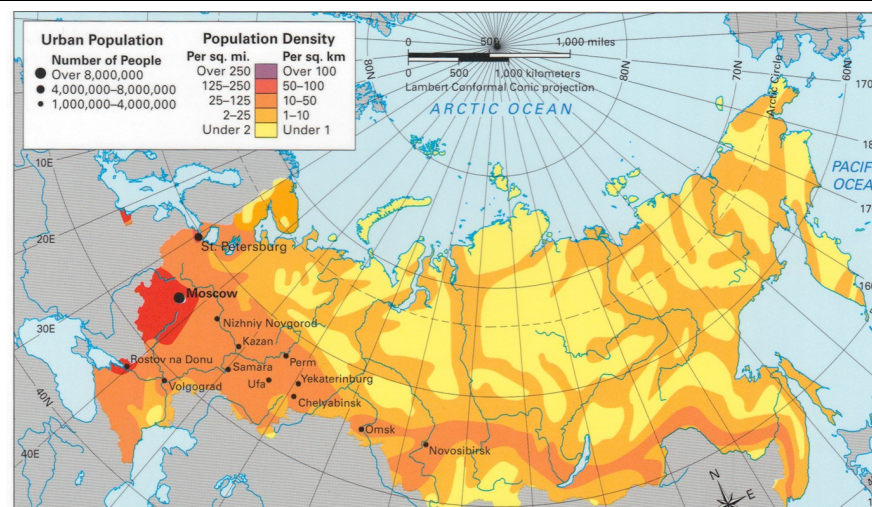 Urban Population
Number of People
Over 8,000,000
4,000,000–8,000,000
1,000,000–4,000,000
Population Density
Per sq. mi. Per sq. km
Over 250 Over 100
125–250 50–100
25–125 10–50
2–25 1–10
Under 2 Under 1
0 500 1,000 miles
0 500 1,000 kilometers
Lambert Conformal Conic projection
ARCTIC OCEAN
80N
80N
70N
Arctic Circle
60N
170
18
PACIF
OCEA
17
160
10E
20E
30E
40N
40E
St. Petersburg
Moscow
Nizhniy Novgorod
Kazan
Rostov na Donu
Samara
Perm
Volgograd
Ufa
Yekaterinburg
Chelyabinsk
Omsk
Novosibirsk
N
E